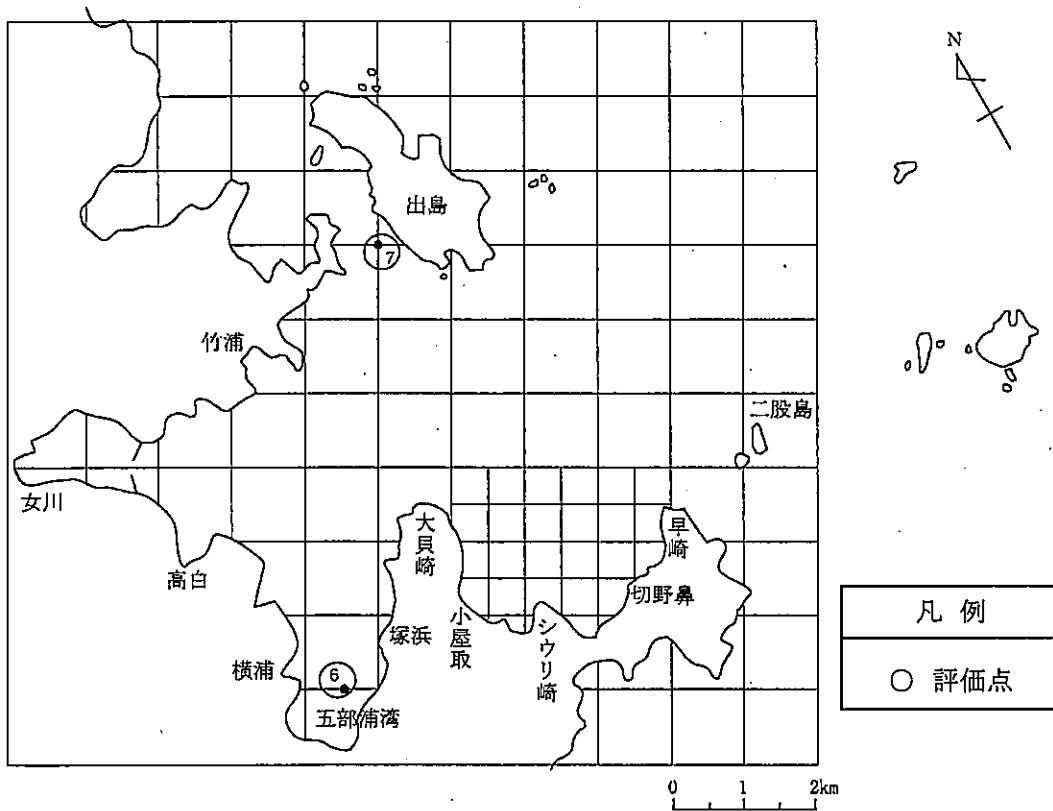 N
出島
7
竹浦
二股島
女川
大貝崎
早崎
高白
切野鼻
小屋取
シウリ崎
塚浜
横浦
6
五部浦湾
凡例
○ 評価点
0 1 2km